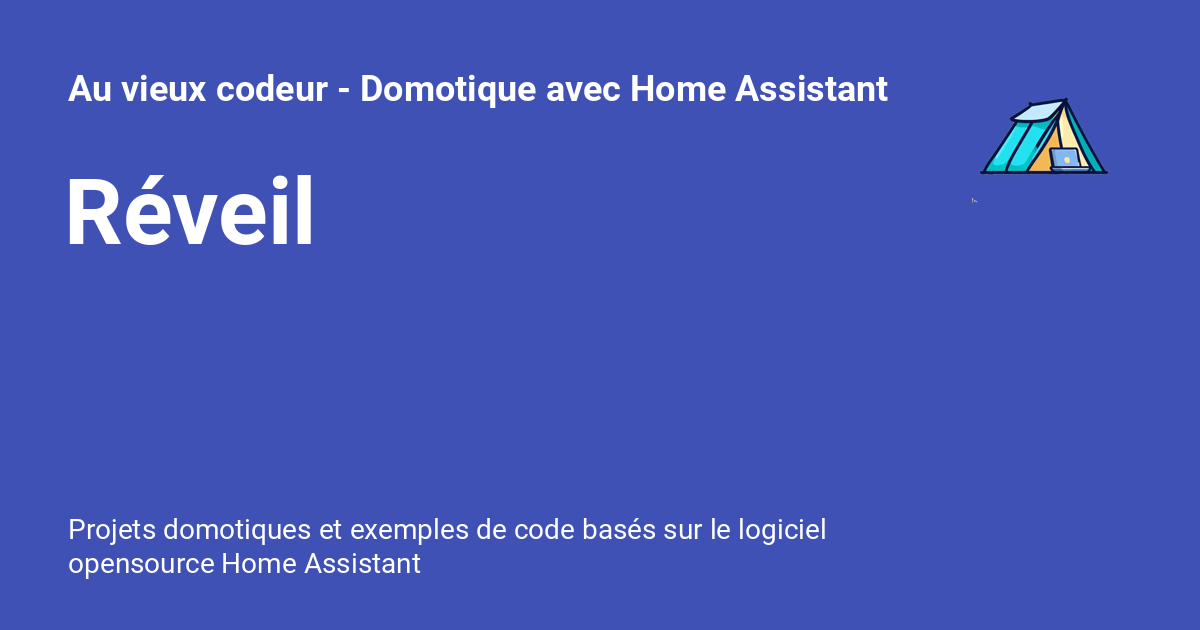 Au vieux codeur - Domotique avec Home Assistant
Réveil
Projets domotiques et exemples de code basés sur le logiciel
opensource Home Assistant